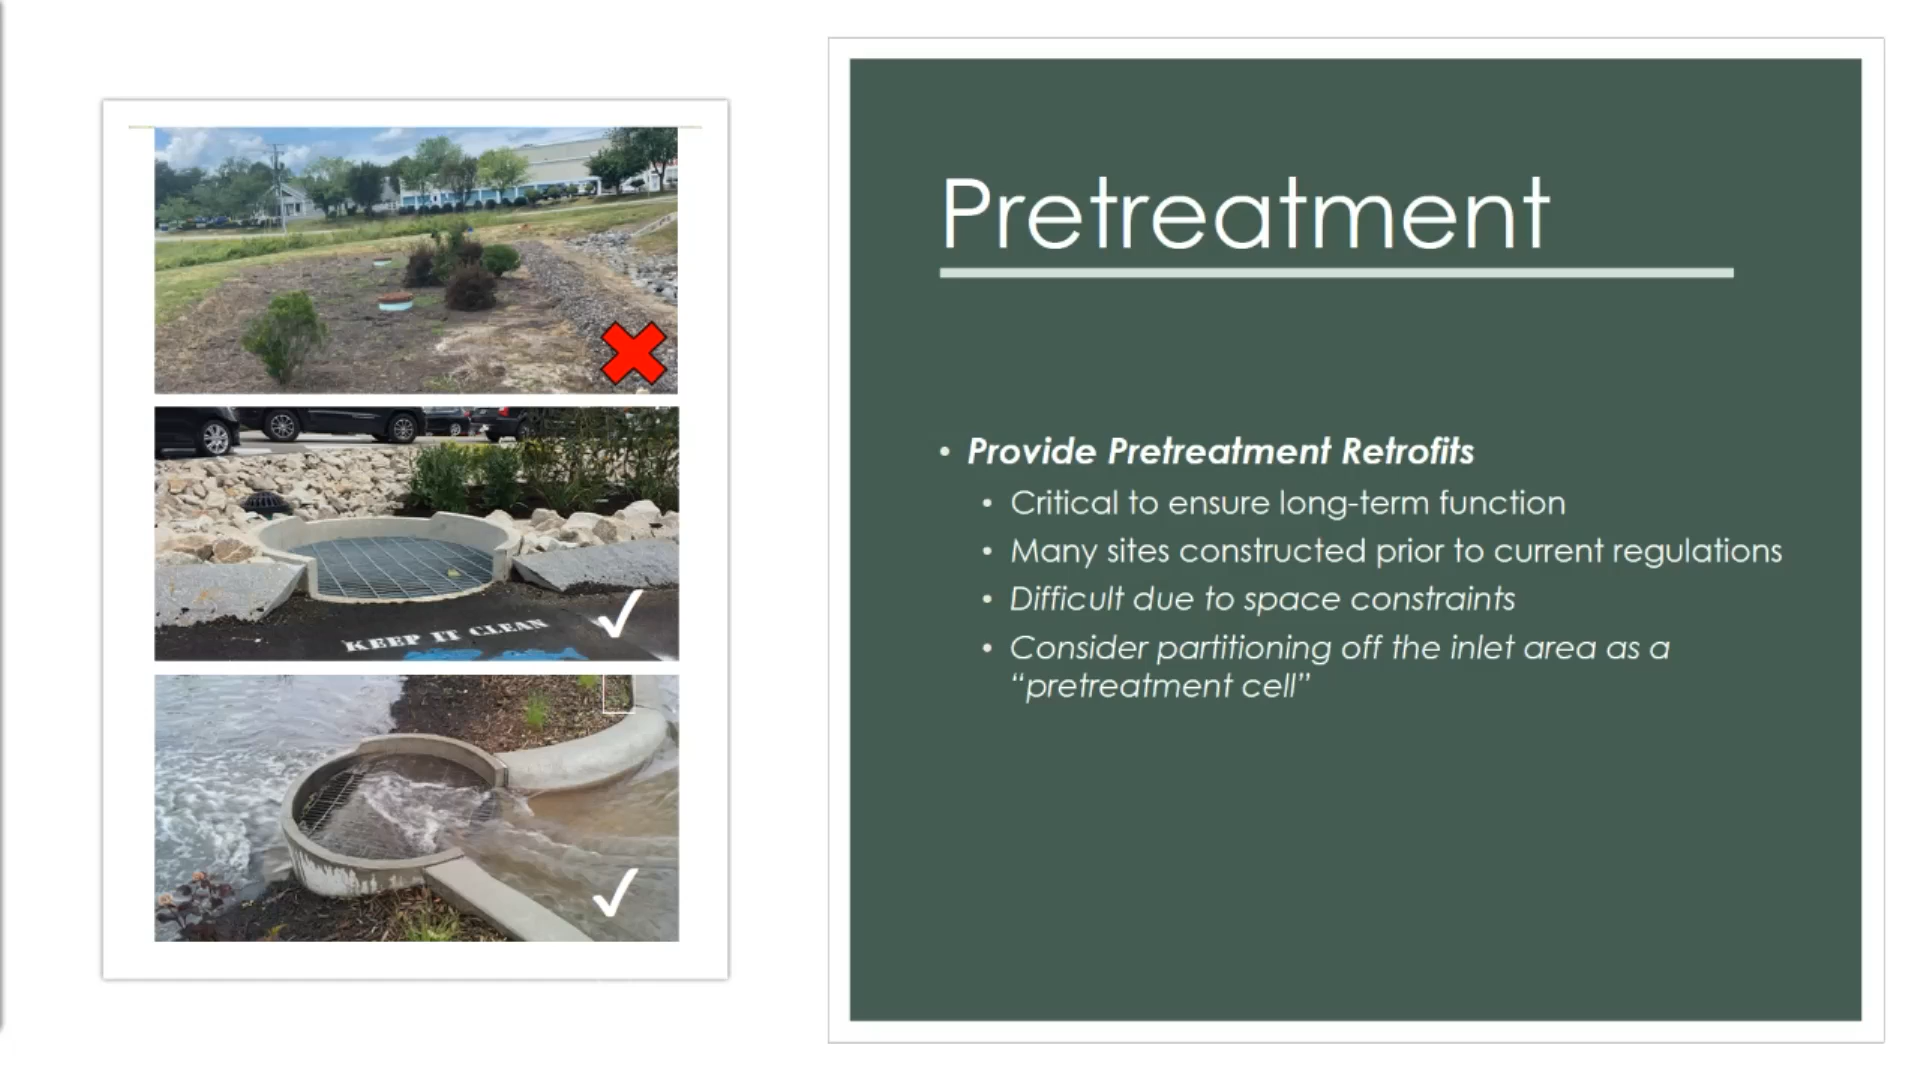 Pretreatment
• Provide Pretreatment Retrofits
• Critical to ensure long-term function
• Many sites constructed prior to current regulations
• Difficult due to space constraints
• Consider partitioning off the inlet area as a
“pretreatment cell”
KEEP IT CLEAN